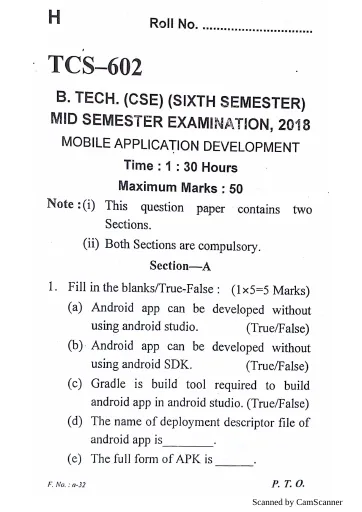 H
Roll No. ................................
TCS–602
B. TECH. (CSE) (SIXTH SEMESTER)
MID SEMESTER EXAMINATION, 2018
MOBILE APPLICATION DEVELOPMENT
Time : 1 : 30 Hours
Maximum Marks : 50
Note :(i) This question paper contains two
Sections.
(ii) Both Sections are compulsory.
Section—A
1. Fill in the blanks/True-False : (1×5=5 Marks)
(a) Android app can be developed without
using android studio. (True/False)
(b) Android app can be developed without
using android SDK. (True/False)
(c) Gradle is build tool required to build
android app in android studio. (True/False)
(d) The name of deployment descriptor file of
android app is________.
(e) The full form of APK is ______.
F. No. : a-32 P. T. O.
Scanned by CamScanner